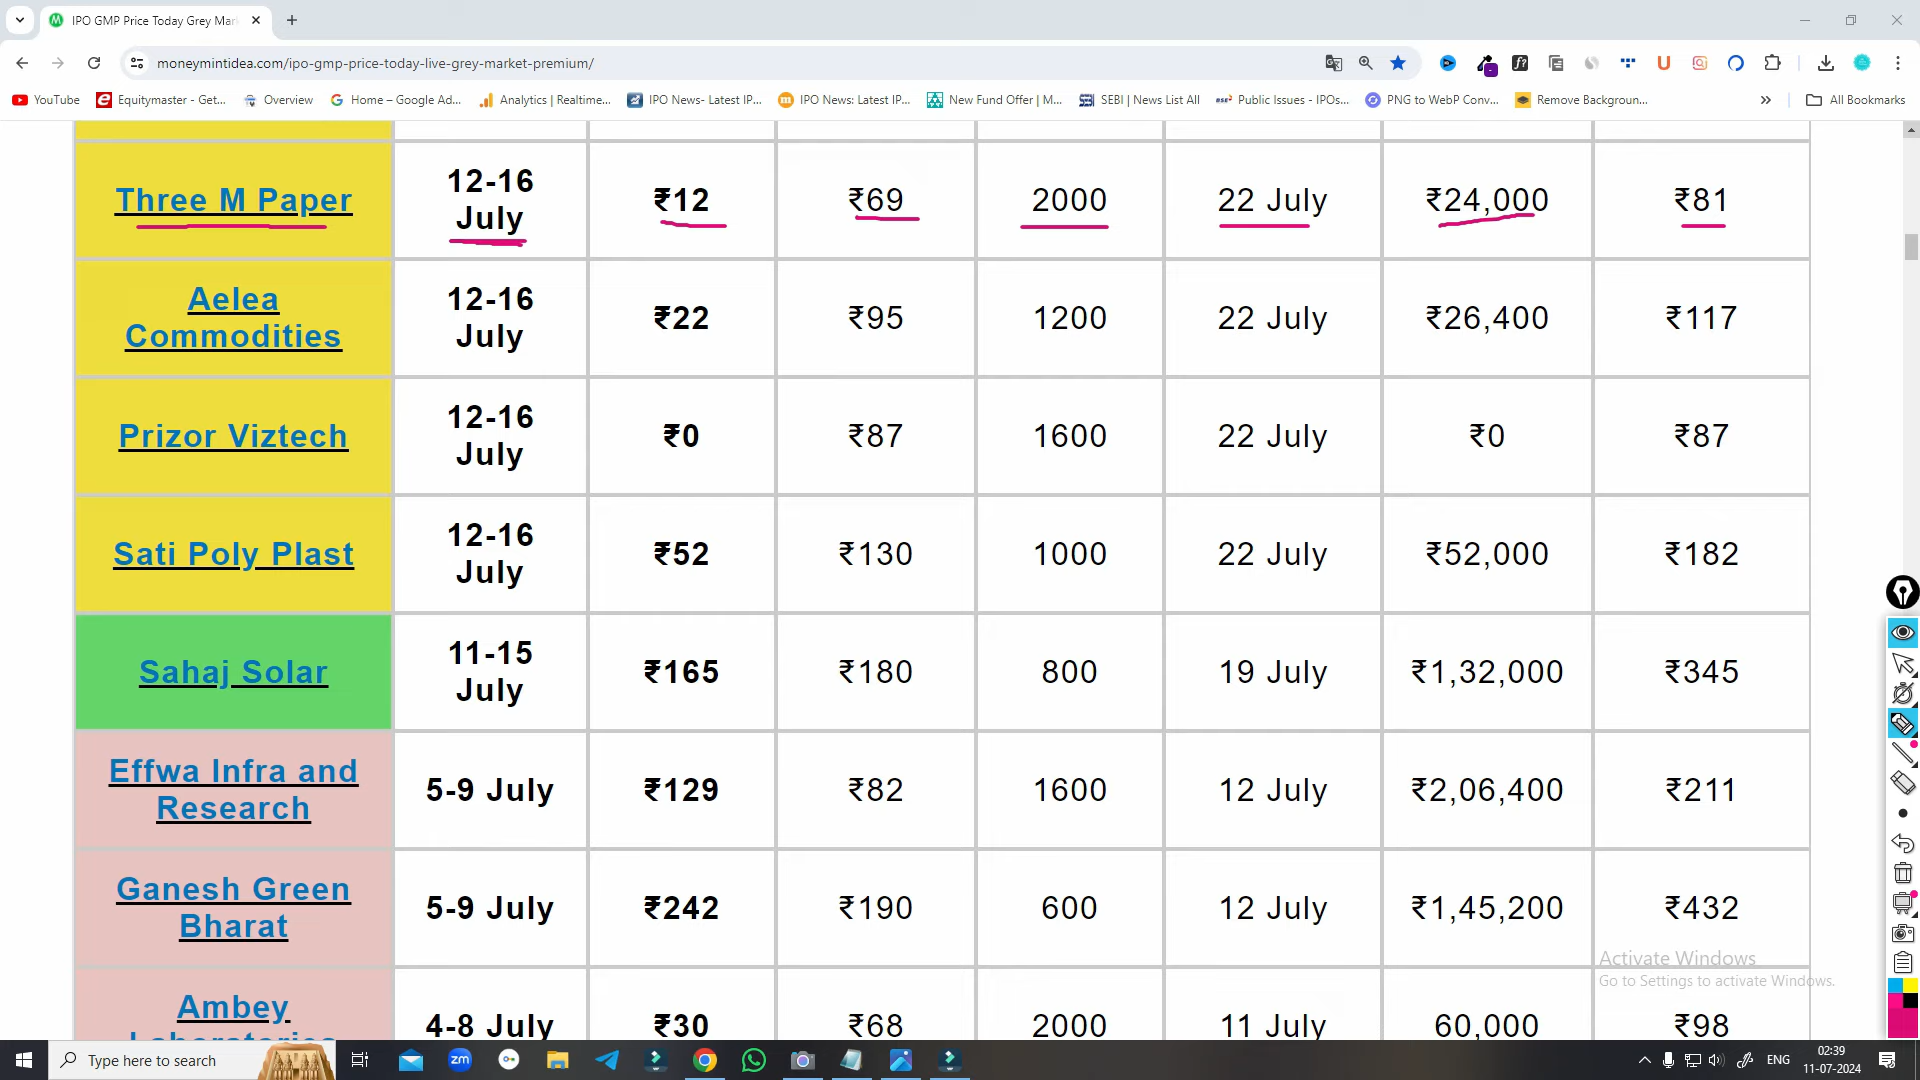 IPO GMP Price Today Grey Mar
moneymintidea.com/ipo-gmp-price-today-live-grey-market-premium/
YouTube
Equitymaster - Get...
Overview
Home – Google Ad...
Analytics | Realtime...
IPO News- Latest IP...
IPO News: Latest IP...
New Fund Offer | M...
SEBI | News List All
Public Issues - IPOs...
PNG to WebP Conv...
Remove Backgroun...
All Bookmarks
Three M Paper
12-16
July
₹12
₹69
2000
22 July
₹24,000
₹81
Aelea
Commodities
12-16
July
₹22
₹95
1200
22 July
₹26,400
₹117
Prizor Viztech
12-16
July
₹0
₹87
1600
22 July
₹0
₹87
Sati Poly Plast
12-16
July
₹52
₹130
1000
22 July
₹52,000
₹182
Sahaj Solar
11-15
July
₹165
₹180
800
19 July
₹1,32,000
₹345
Effwa Infra and
Research
5-9 July
₹129
₹82
1600
12 July
₹2,06,400
₹211
Ganesh Green
Bharat
5-9 July
₹242
₹190
600
12 July
₹1,45,200
₹432
Ambey
Laboratories
4-8 July
₹30
₹68
2000
11 July
60,000
₹98
Activate Windows
Go to Settings to activate Windows.
Type here to search
ENG
02:39
11-07-2024